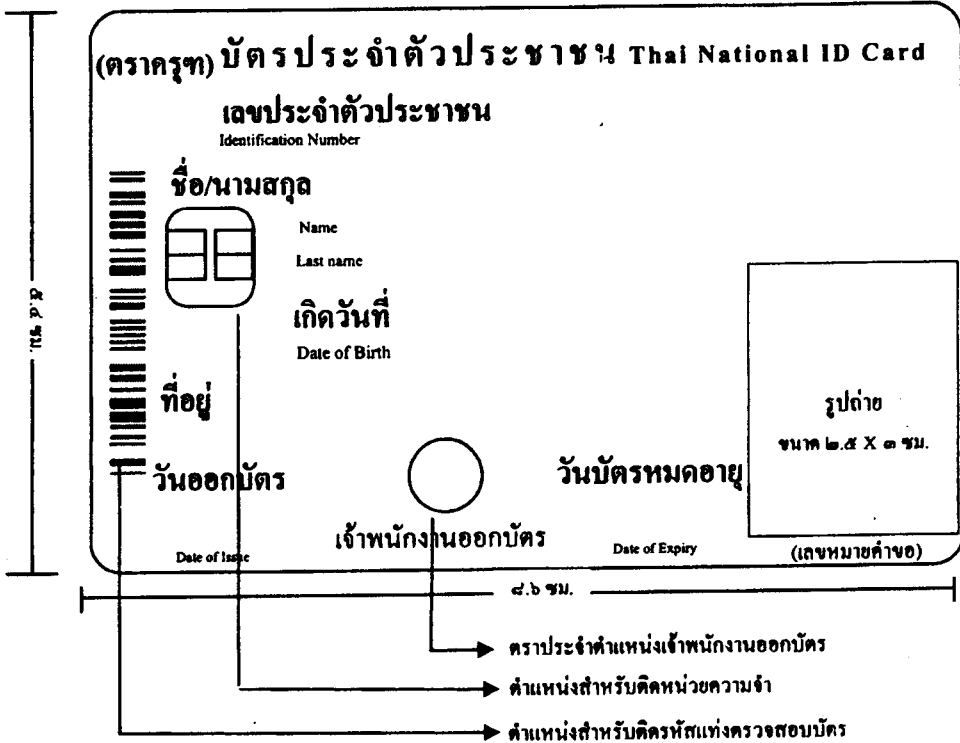 (ตราครุฑ) บัตรประจำตัวประชาชน Thai National ID Card
เลขประจำตัวประชาชน
Identification Number
ชื่อ/นามสกุล
Name
Last name
เกิดวันที่
Date of Birth
ที่อยู่
รูปถ่าย
ขนาด ๒.๕ X ๓ ซม.
วันออกบัตร
วันบัตรหมดอายุ
เจ้าพนักงานออกบัตร
Date of Issue
Date of Expiry
(เลขหมายคำขอ)
๕.๔ ซม.
๘.๖ ซม.
ตราประจำตำแหน่งเจ้าพนักงานออกบัตร
ตำแหน่งสำหรับติดหน่วยความจำ
ตำแหน่งสำหรับติดรหัสแท่งตรวจสอบบัตร